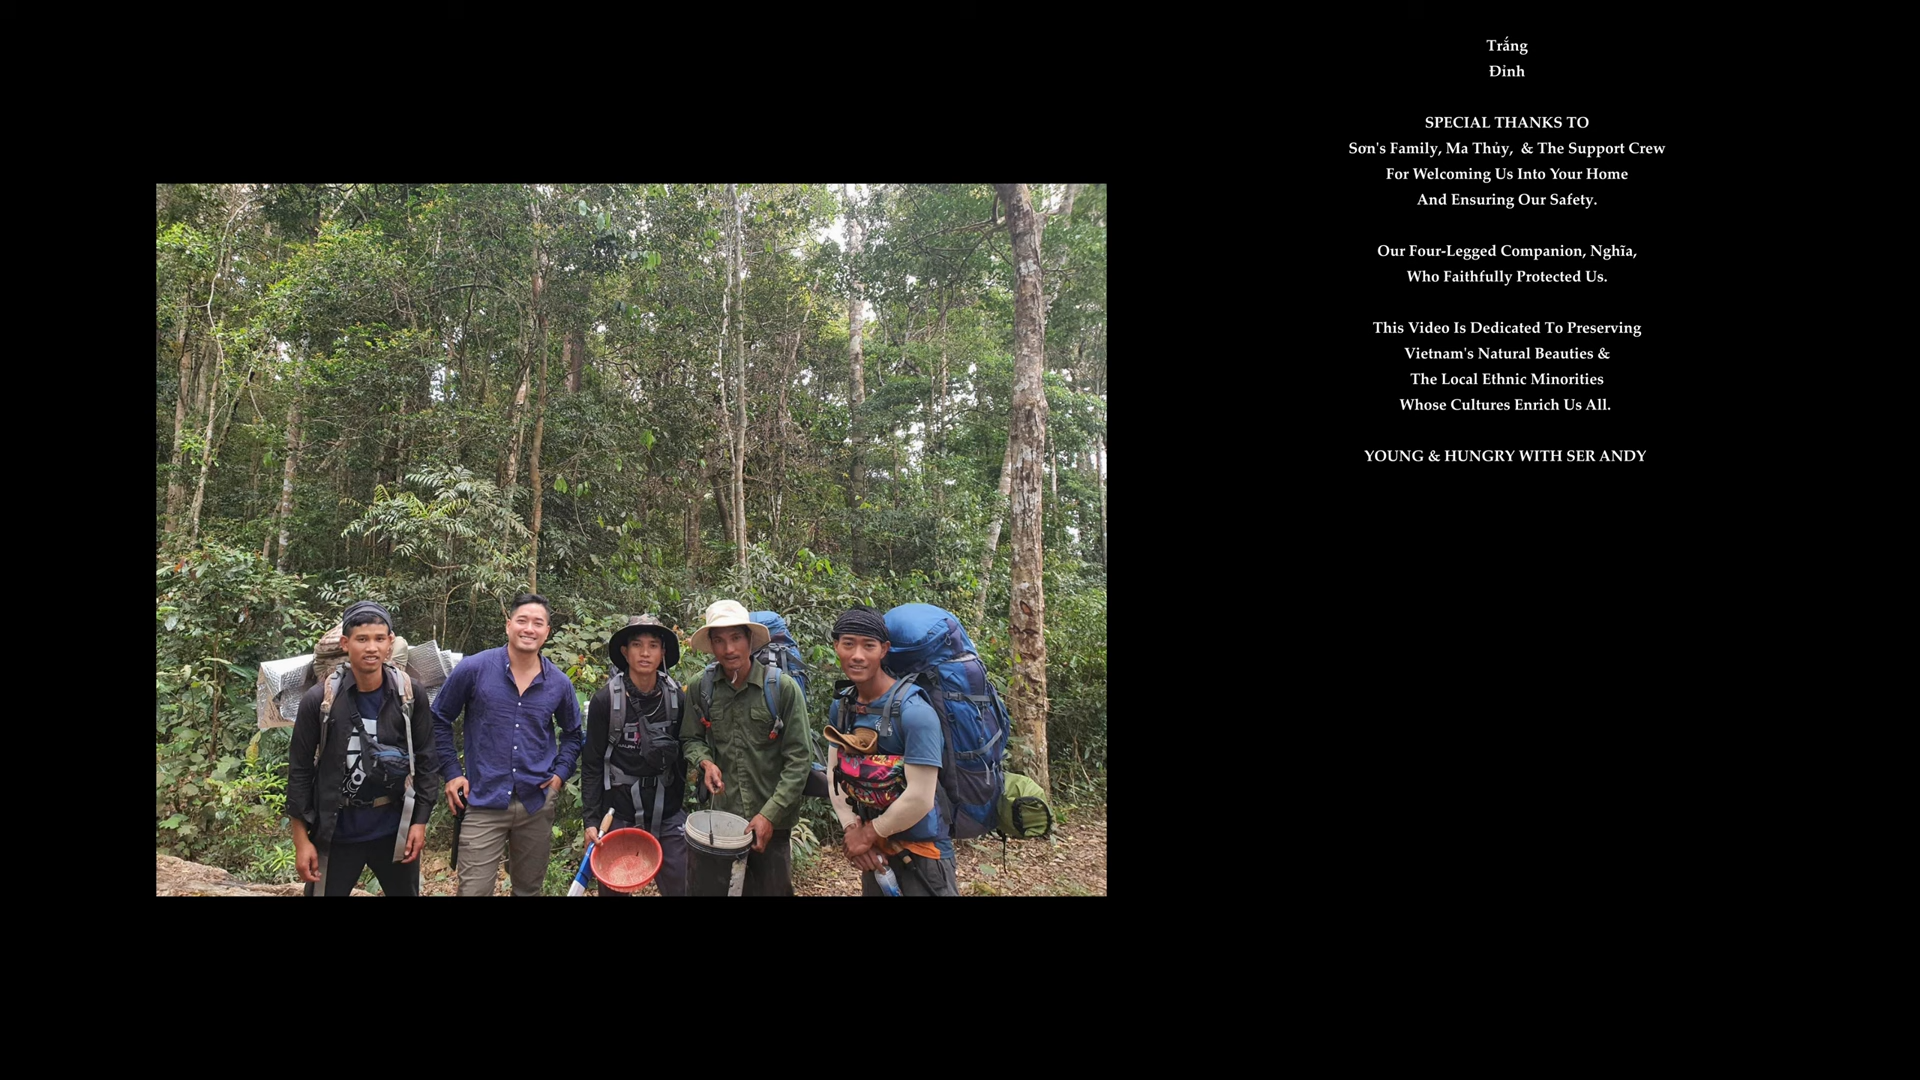 Trắng
Đinh
SPECIAL THANKS TO
Sơn's Family, Ma Thủy, & The Support Crew
For Welcoming Us Into Your Home
And Ensuring Our Safety.
Our Four-Legged Companion, Nghĩa,
Who Faithfully Protected Us.
This Video Is Dedicated To Preserving
Vietnam's Natural Beauties &
The Local Ethnic Minorities
Whose Cultures Enrich Us All.
YOUNG & HUNGRY WITH SER ANDY